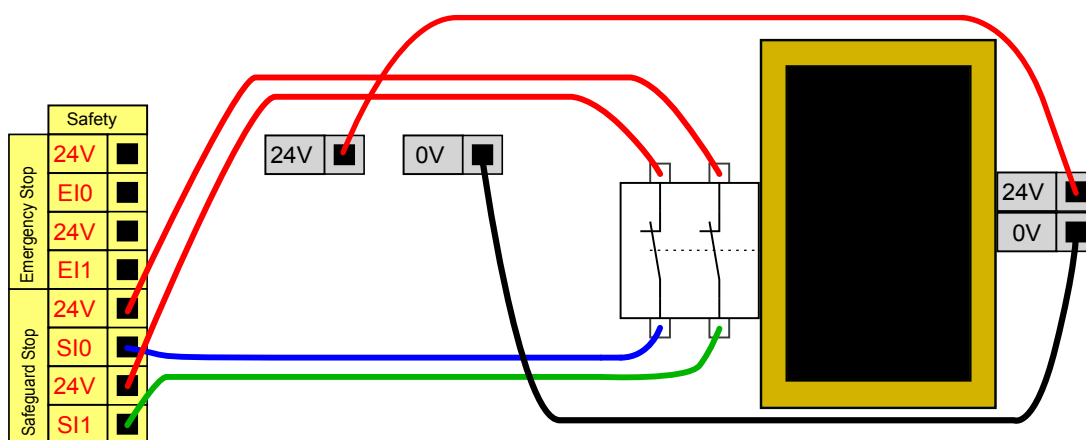 Safety
Emergency Stop
24V
EI0
24V
EI1
Safeguard Stop
24V
SI0
24V
SI1
24V
0V
24V
0V